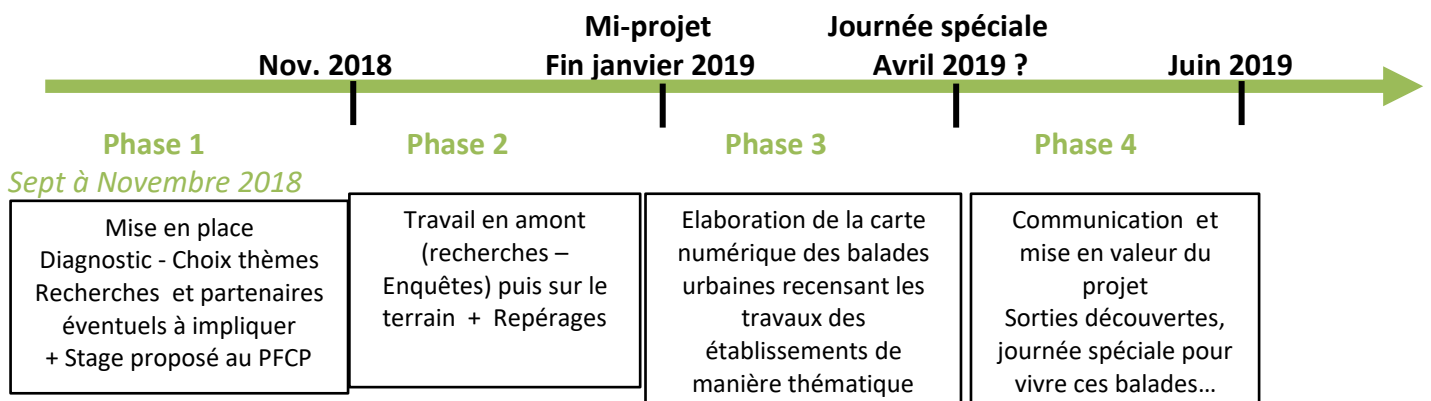 Mi-projet
Journée spéciale
Nov. 2018
Fin janvier 2019
Avril 2019 ?
Juin 2019
Phase 1
Phase 2
Phase 3
Phase 4
Sept à Novembre 2018
Mise en place
Diagnostic - Choix thèmes
Recherches et partenaires
éventuels à impliquer
+ Stage proposé au PFCP
Travail en amont
(recherches –
Enquêtes) puis sur le
terrain + Repérages
Elaboration de la carte
numérique des balades
urbaines recensant les
travaux des
établissements de
manière thématique
Communication et
mise en valeur du
projet
Sorties découvertes,
journée spéciale pour
vivre ces balades…